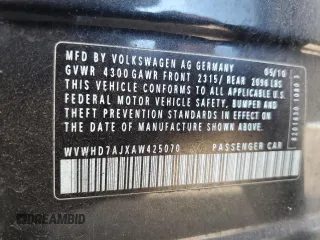 MFD BY VOLKSWAGEN AG GERMANY 05/10
GVWR 4300 GAWR FRONT 2315/ REAR 2096 LBS
THIS VEHICLE CONFORMS TO ALL APPLICABLE U.S.
FEDERAL MOTOR VEHICLE SAFETY, BUMPER AND
THEFT PREVENTION STANDARDS IN EFFECT
ON THE DATE OF MANUFACTURE SHOWN ABOVE.
WVWHD7AJXAW425070 PASSENGER CAR
© DREAMBID